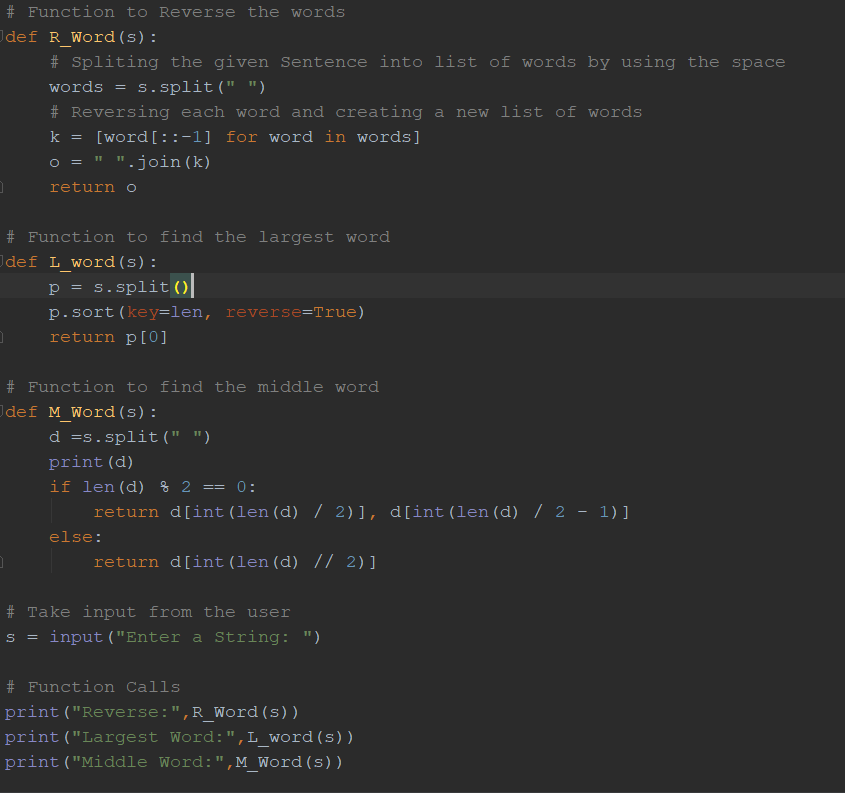 # Function to Reverse the words
def R_Word(s):
    # Spliting the given Sentence into list of words by using the space
    words = s.split(" ")
    # Reversing each word and creating a new list of words
    k = [word[::-1] for word in words]
    o = " ".join(k)
    return o

# Function to find the largest word
def L_word(s):
    p = s.split()
    p.sort(key=len, reverse=True)
    return p[0]

# Function to find the middle word
def M_Word(s):
    d =s.split(" ")
    print(d)
    if len(d) % 2 == 0:
        return d[int(len(d) / 2)], d[int(len(d) / 2 - 1)]
    else:
        return d[int(len(d) // 2)]

# Take input from the user
s = input("Enter a String: ")

# Function Calls
print("Reverse:",R_Word(s))
print("Largest Word:",L_word(s))
print("Middle Word:",M_Word(s))